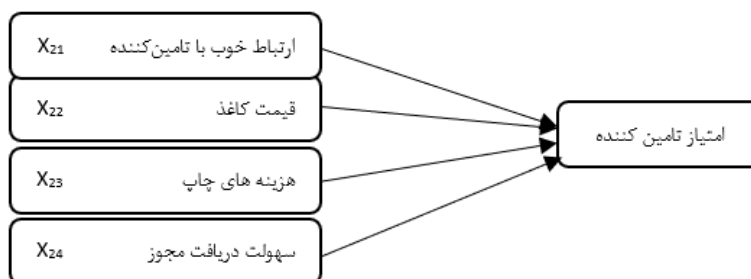 ارتباط خوب با تامین‌کننده X₂₁
قیمت کاغذ X₂₂
هزینه های چاپ X₂₃
سهولت دریافت مجوز X₂₄
امتیاز تامین کننده